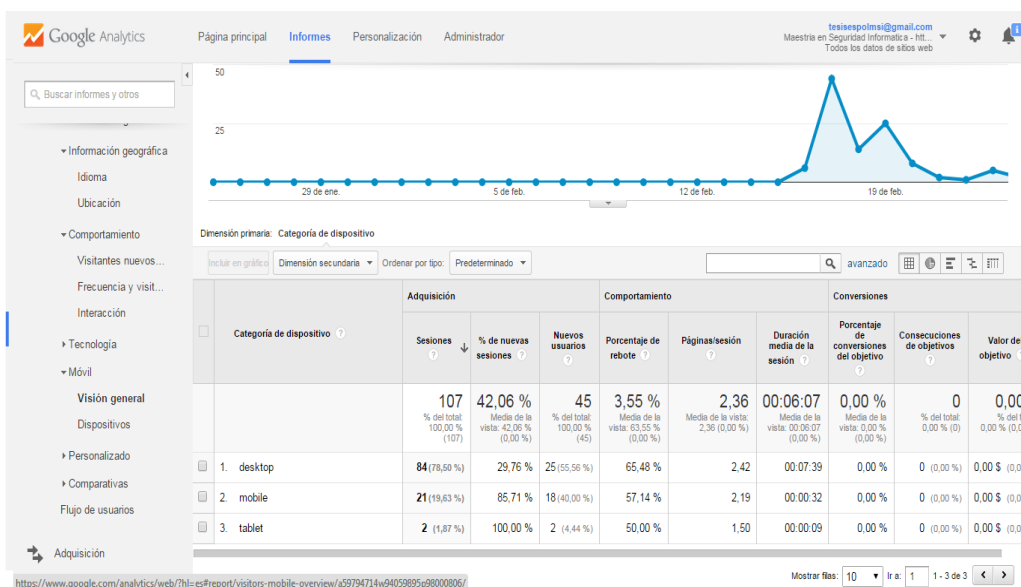 Google Analytics
Página principal Informes Personalización Administrador
tesisespolmsi@gmail.com
Maestria en Seguridad Informatica - htt...
Todos los datos de sitios web
1
Buscar informes y otros
Información geográfica
Idioma
Ubicación
Comportamiento
Visitantes nuevos...
Frecuencia y visit...
Interacción
Tecnología
Móvil
Visión general
Dispositivos
Personalizado
Comparativas
Flujo de usuarios
Adquisición
50
25
29 de ene. 5 de feb. 12 de feb. 19 de feb.
Dimensión primaria: Categoría de dispositivo
Incluir en gráfico Dimensión secundaria Ordenar por tipo: Predeterminado avanzado
Adquisición Comportamiento Conversiones
Categoría de dispositivo ? Sesiones ? % de nuevas sesiones ? Nuevos usuarios ? Porcentaje de rebote ? Páginas/sesión ? Duración media de la sesión ? Porcentaje de conversiones del objetivo ? Consecuciones de objetivos ? Valor del objetivo
107 42,06 % 45 3,55 % 2,36 00:06:07 0,00 % 0 0,00
% del total: 100,00 % (107) Media de la vista: 42,06 % (0,00 %) % del total: 100,00 % (45) Media de la vista: 63,55 % (0,00 %) Media de la vista: 2,36 (0,00 %) Media de la vista: 00:06:07 (0,00 %) Media de la vista: 0,00 % (0,00 %) % del total: 0,00 % (0) % del 0,00 % (0,0
1. desktop 84 (78,50 %) 29,76 % 25 (55,56 %) 65,48 % 2,42 00:07:39 0,00 % 0 (0,00 %) 0,00 $ (0,0
2. mobile 21 (19,63 %) 85,71 % 18 (40,00 %) 57,14 % 2,19 00:00:32 0,00 % 0 (0,00 %) 0,00 $ (0,0
3. tablet 2 (1,87 %) 100,00 % 2 (4,44 %) 50,00 % 1,50 00:00:09 0,00 % 0 (0,00 %) 0,00 $ (0,0
Mostrar filas: 10 Ir a: 1 1 - 3 de 3
https://www.google.com/analytics/web/?hl=es#report/visitors-mobile-overview/a59794714w94059895p98000806/